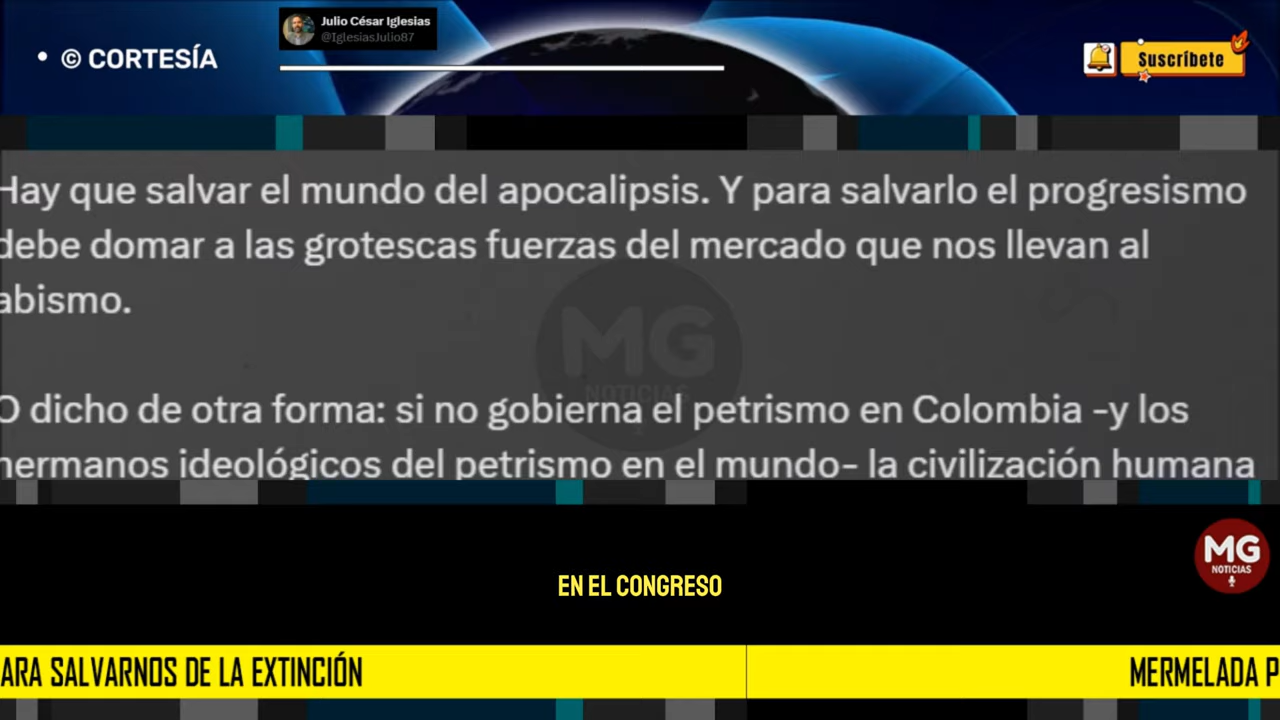 • © CORTESÍA
Julio César Iglesias
@IglesiasJulio87
Suscríbete
Hay que salvar el mundo del apocalipsis. Y para salvarlo el progresismo
debe domar a las grotescas fuerzas del mercado que nos llevan al
abismo.
O dicho de otra forma: si no gobierna el petrismo en Colombia -y los
hermanos ideológicos del petrismo en el mundo- la civilización humana
MG
NOTICIAS
EN EL CONGRESO
MG
NOTICIAS
ARA SALVARNOS DE LA EXTINCIÓN
MERMELADA P